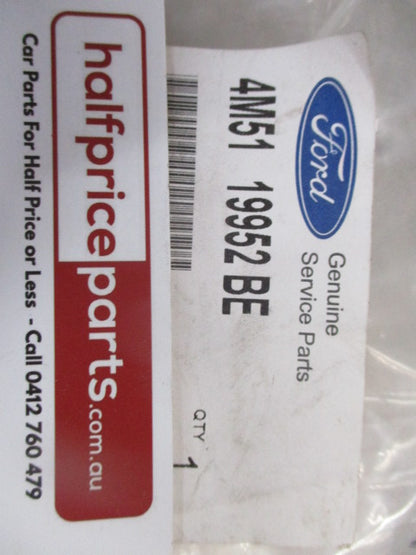 Ford
Genuine
Service Parts
4M51 19952 BE
QTY
1
halfpriceparts.com.au
Car Parts For Half Price or Less - Call 0412 760 479